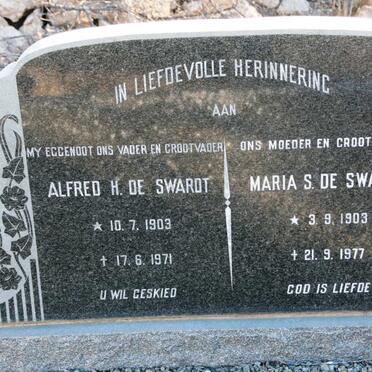 IN LIEFDEVOLLE HERINNERING
AAN
MY EGGENOOT ONS VADER EN GROOTVADER
ALFRED H. DE SWARDT
★ 10. 7. 1903
✝ 17. 6. 1971
U WIL GESKIED
ONS MOEDER EN GROOT
MARIA S. DE SWA
★ 3. 9. 1903
✝ 21. 9. 1977
GOD IS LIEFDE